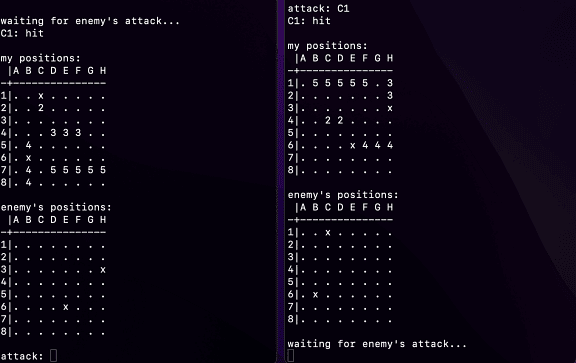 waiting for enemy's attack...
C1: hit
my positions:
 |A B C D E F G H
-+---------------
1|. . x . . . . .
2|. . 2 . . . . .
3|. . . . . . . .
4|. . . 3 3 3 . .
5|. 4 . . . . . .
6|. x . . . . . .
7|. 4 . 5 5 5 5 5
8|. 4 . . . . . .
enemy's positions:
 |A B C D E F G H
-+---------------
1|. . . . . . . .
2|. . . . . . . .
3|. . . . . . . x
4|. . . . . . . .
5|. . . . . . . .
6|. . . . x . . .
7|. . . . . . . .
8|. . . . . . . .
attack:
attack: C1
C1: hit
my positions:
 |A B C D E F G H
-+---------------
1|. 5 5 5 5 5 . 3
2|. . . . . . . 3
3|. . . . . . . x
4|. . 2 2 . . . .
5|. . . . . . . .
6|. . . . x 4 4 4
7|. . . . . . . .
8|. . . . . . . .
enemy's positions:
 |A B C D E F G H
-+---------------
1|. . x . . . . .
2|. . . . . . . .
3|. . . . . . . .
4|. . . . . . . .
5|. . . . . . . .
6|. x . . . . . .
7|. . . . . . . .
8|. . . . . . . .
waiting for enemy's attack...